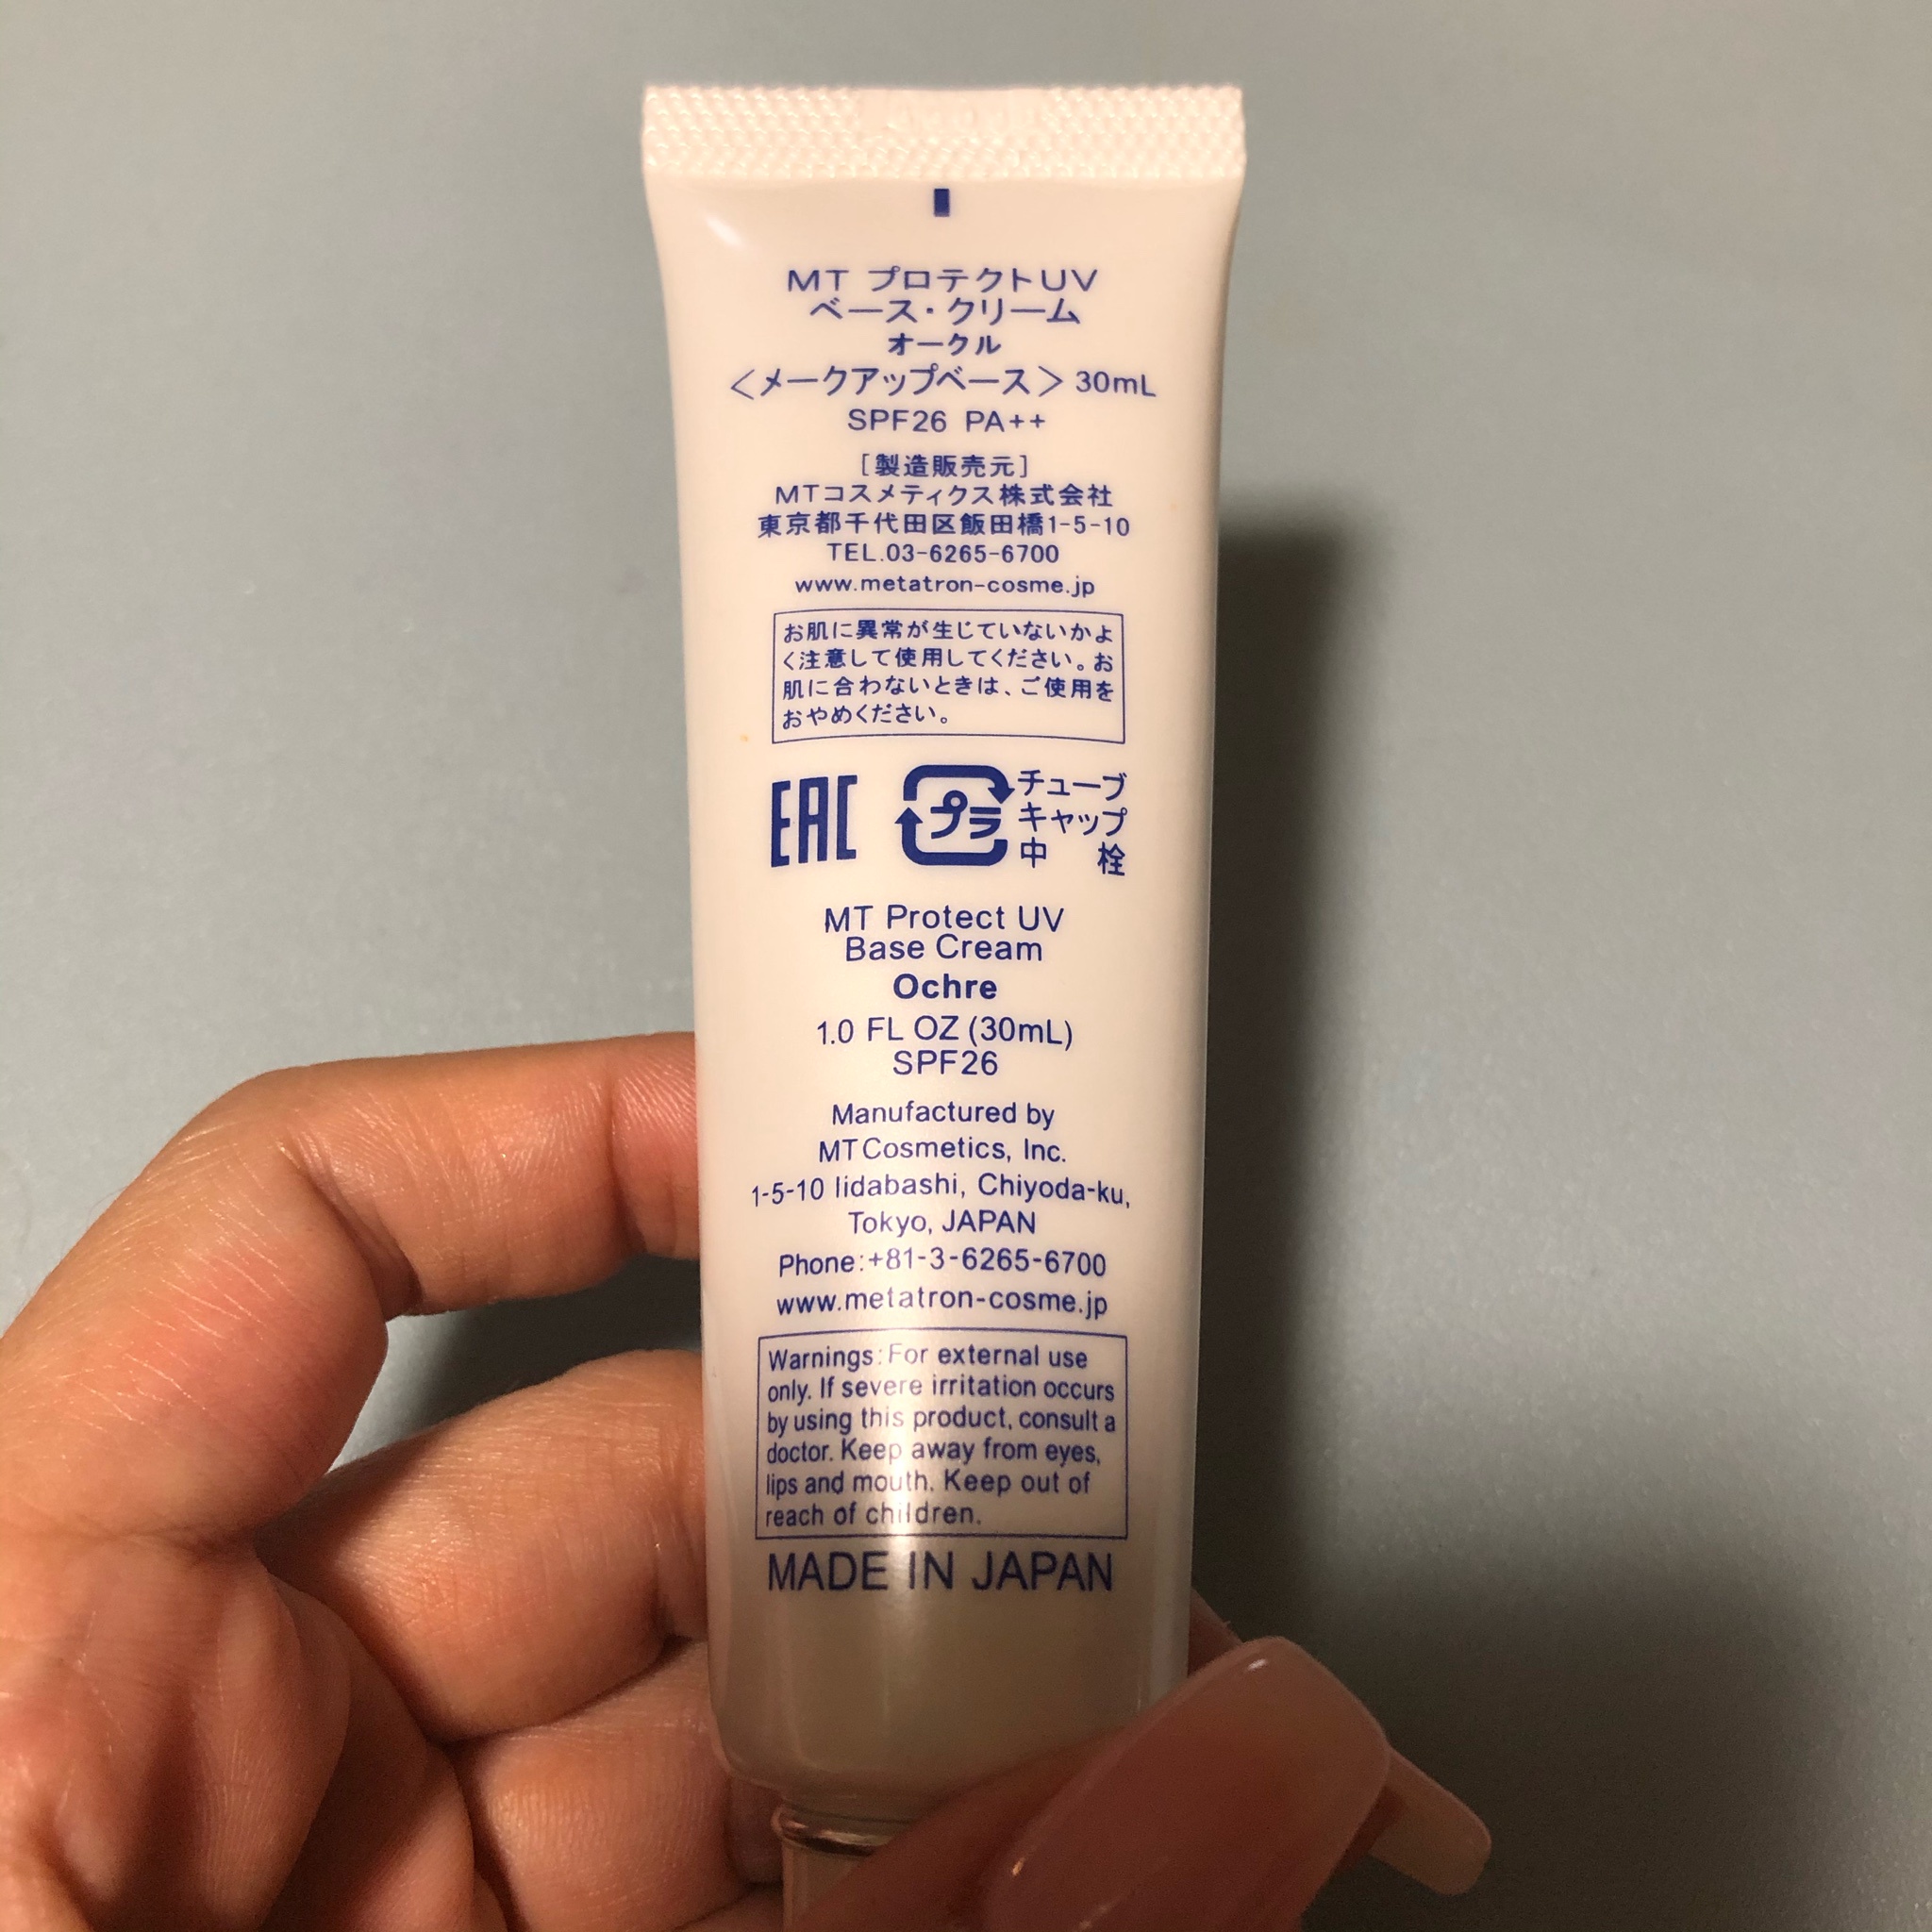 MT プロテクトUV
ベース・クリーム
オークル
＜メークアップベース＞ 30mL
SPF26 PA++
［製造販売元］
MTコスメティクス株式会社
東京都千代田区飯田橋1-5-10
TEL.03-6265-6700
www.metatron-cosme.jp
お肌に異常が生じていないかよ
く注意して使用してください。お
肌に合わないときは、ご使用を
おやめください。
EAC プラ チューブ
キャップ
中 栓
MT Protect UV
Base Cream
Ochre
1.0 FL OZ (30mL)
SPF26
Manufactured by
MT Cosmetics, Inc.
1-5-10 Iidabashi, Chiyoda-ku,
Tokyo, JAPAN
Phone:+81-3-6265-6700
www.metatron-cosme.jp
Warnings: For external use
only. If severe irritation occurs
by using this product, consult a
doctor. Keep away from eyes,
lips and mouth. Keep out of
reach of children.
MADE IN JAPAN